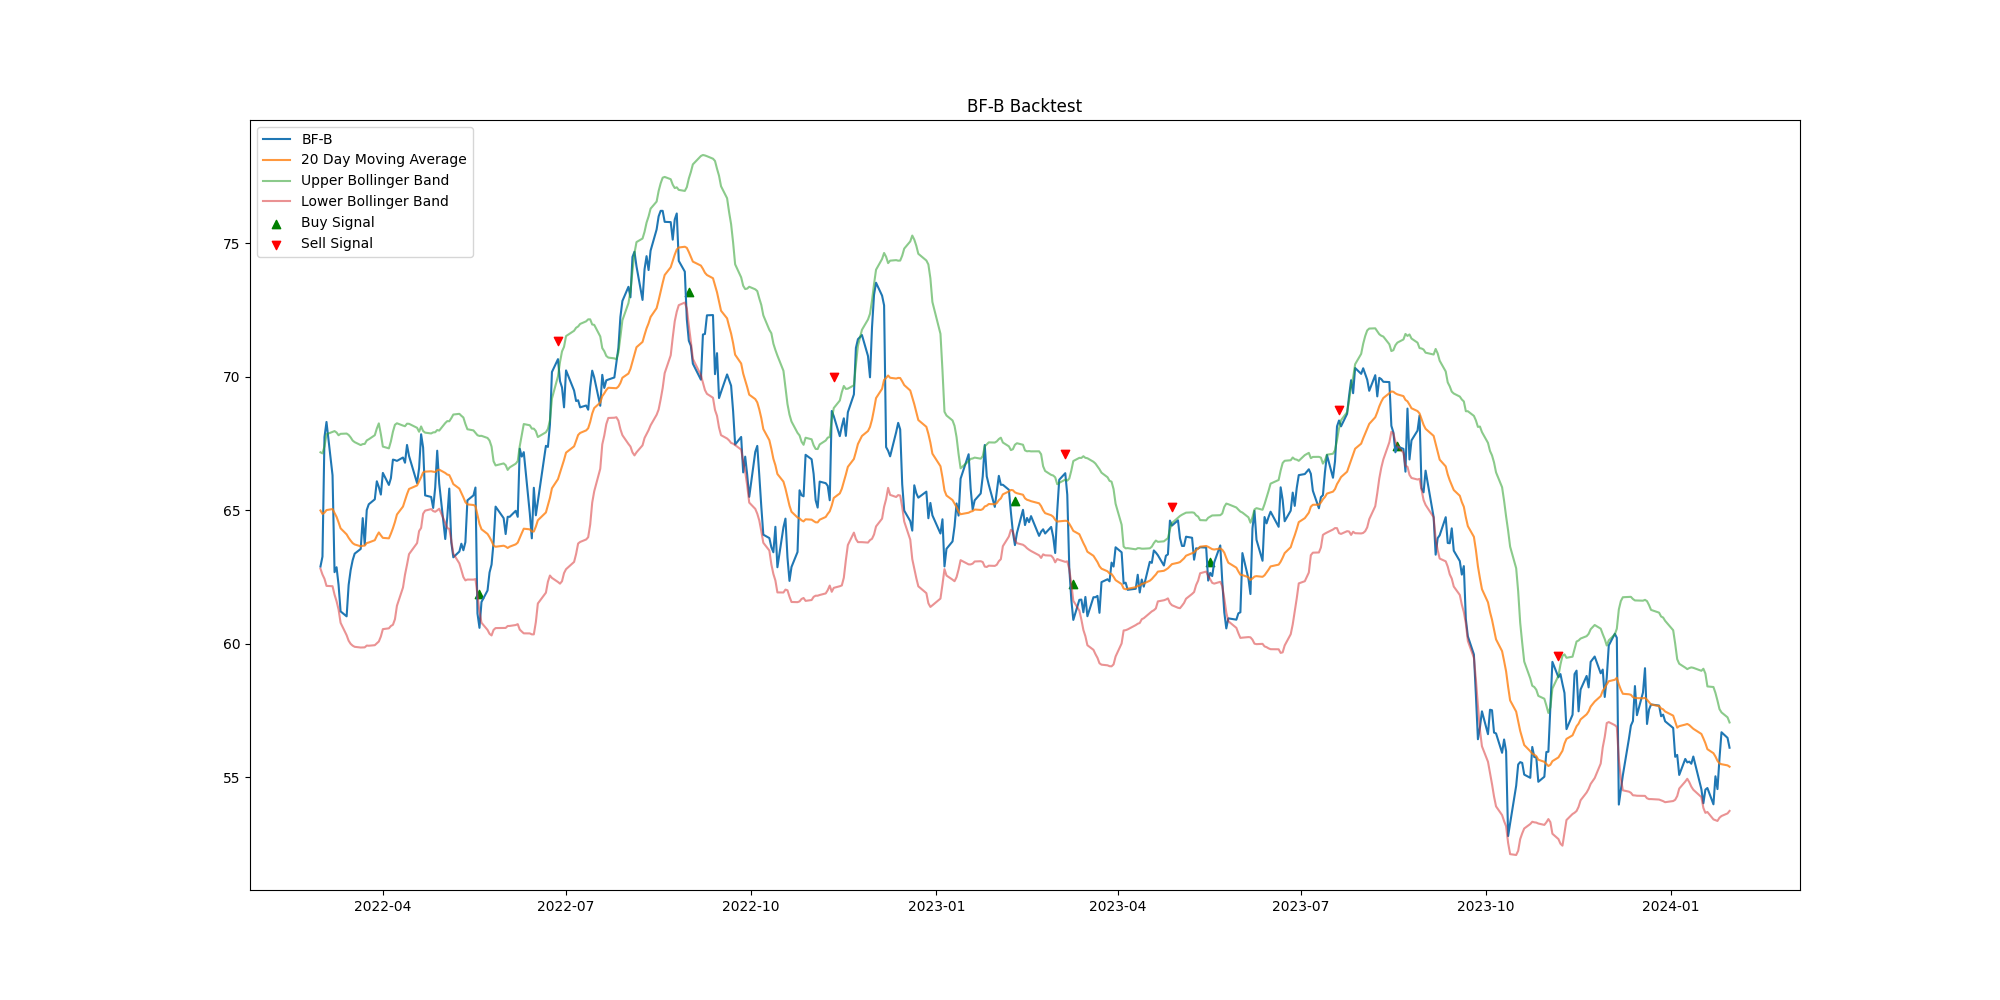 BF-B Backtest
BF-B
20 Day Moving Average
Upper Bollinger Band
Lower Bollinger Band
Buy Signal
Sell Signal
75
70
65
60
55
2022-04 2022-07 2022-10 2023-01 2023-04 2023-07 2023-10 2024-01